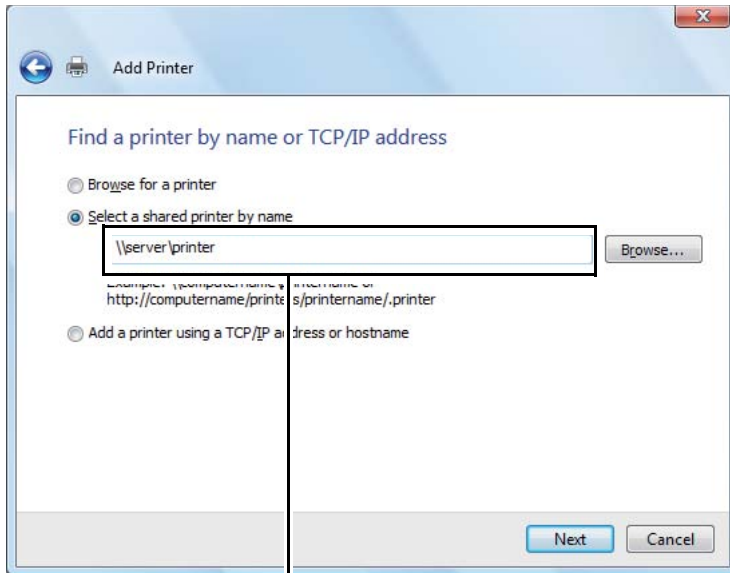 Add Printer
Find a printer by name or TCP/IP address
Browse for a printer
Select a shared printer by name
\\server\printer
Browse...
http://computername/printers/printername/.printer
Add a printer using a TCP/IP address or hostname
Next Cancel